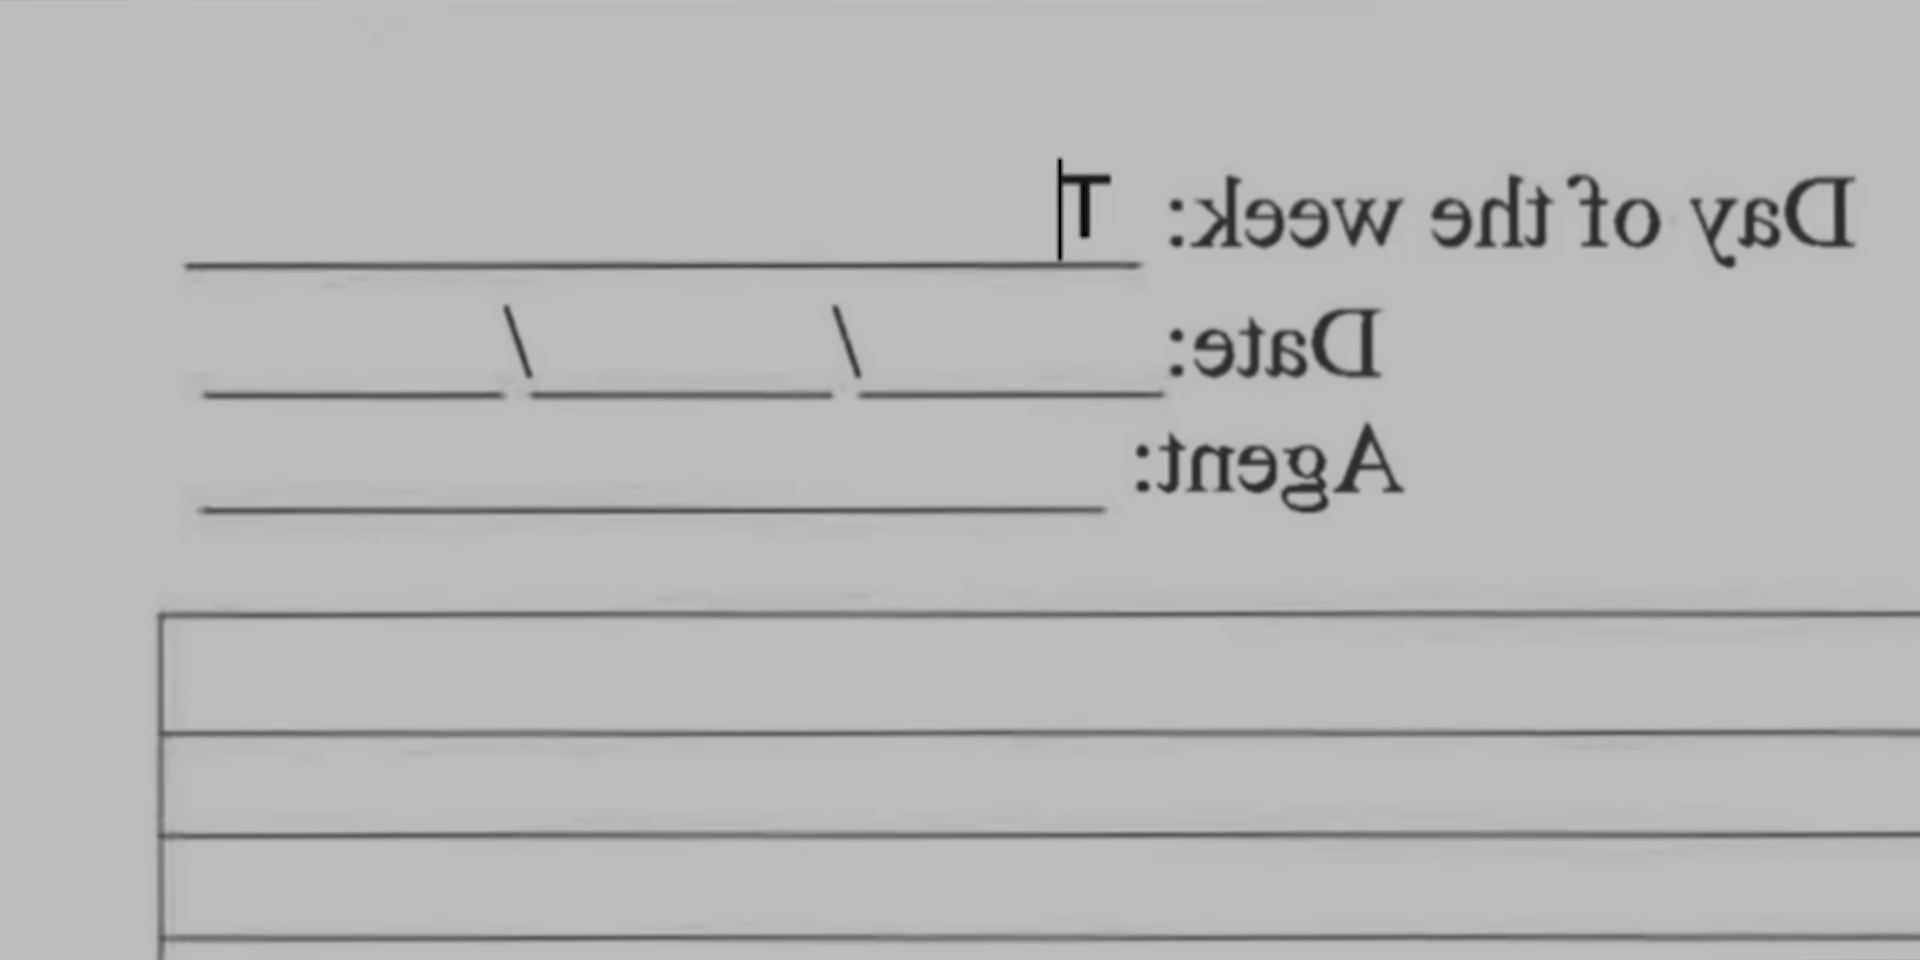 Day of the week: T
Date: / /
Agent: